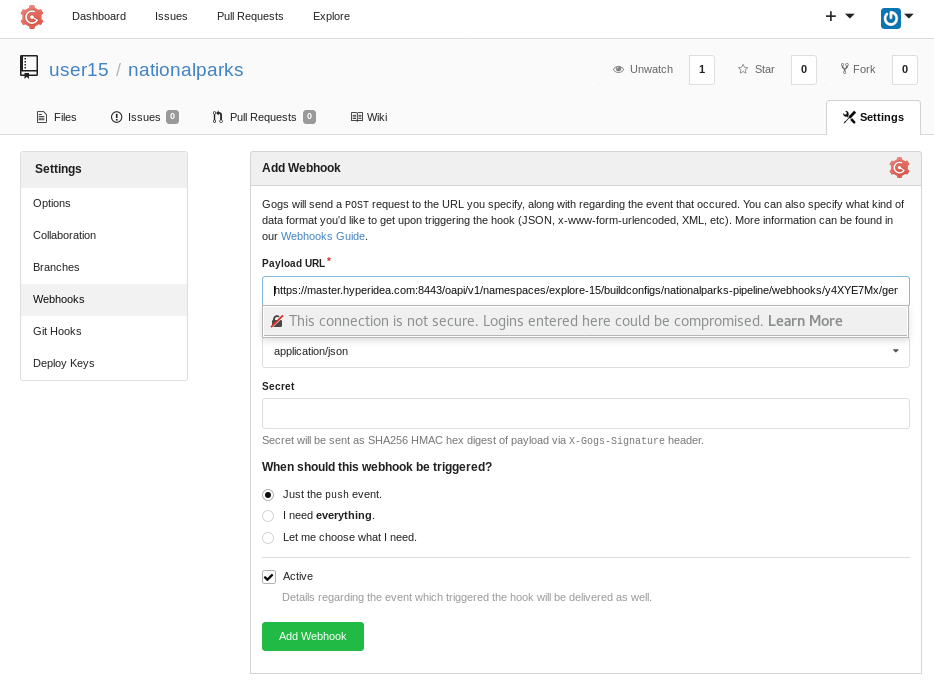 Dashboard Issues Pull Requests Explore
user15 / nationalparks
Unwatch 1 Star 0 Fork 0
Files Issues 0 Pull Requests 0 Wiki Settings
Settings
Options
Collaboration
Branches
Webhooks
Git Hooks
Deploy Keys
Add Webhook
Gogs will send a POST request to the URL you specify, along with regarding the event that occured. You can also specify what kind of
data format you'd like to get upon triggering the hook (JSON, x-www-form-urlencoded, XML, etc). More information can be found in
our Webhooks Guide.
Payload URL *
https://master.hyperidea.com:8443/oapi/v1/namespaces/explore-15/buildconfigs/nationalparks-pipeline/webhooks/y4XYE7Mx/ger
This connection is not secure. Logins entered here could be compromised. Learn More
application/json
Secret
Secret will be sent as SHA256 HMAC hex digest of payload via X-Gogs-Signature header.
When should this webhook be triggered?
Just the push event.
I need everything.
Let me choose what I need.
Active
Details regarding the event which triggered the hook will be delivered as well.
Add Webhook